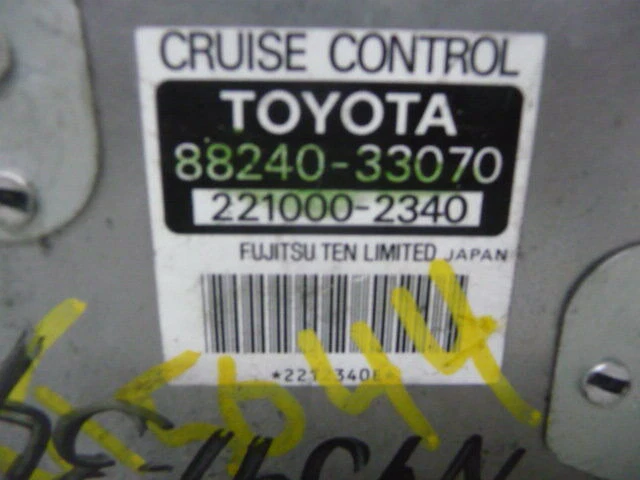 CRUISE CONTROL
TOYOTA
88240-33070
221000-2340
FUJITSU TEN LIMITED JAPAN